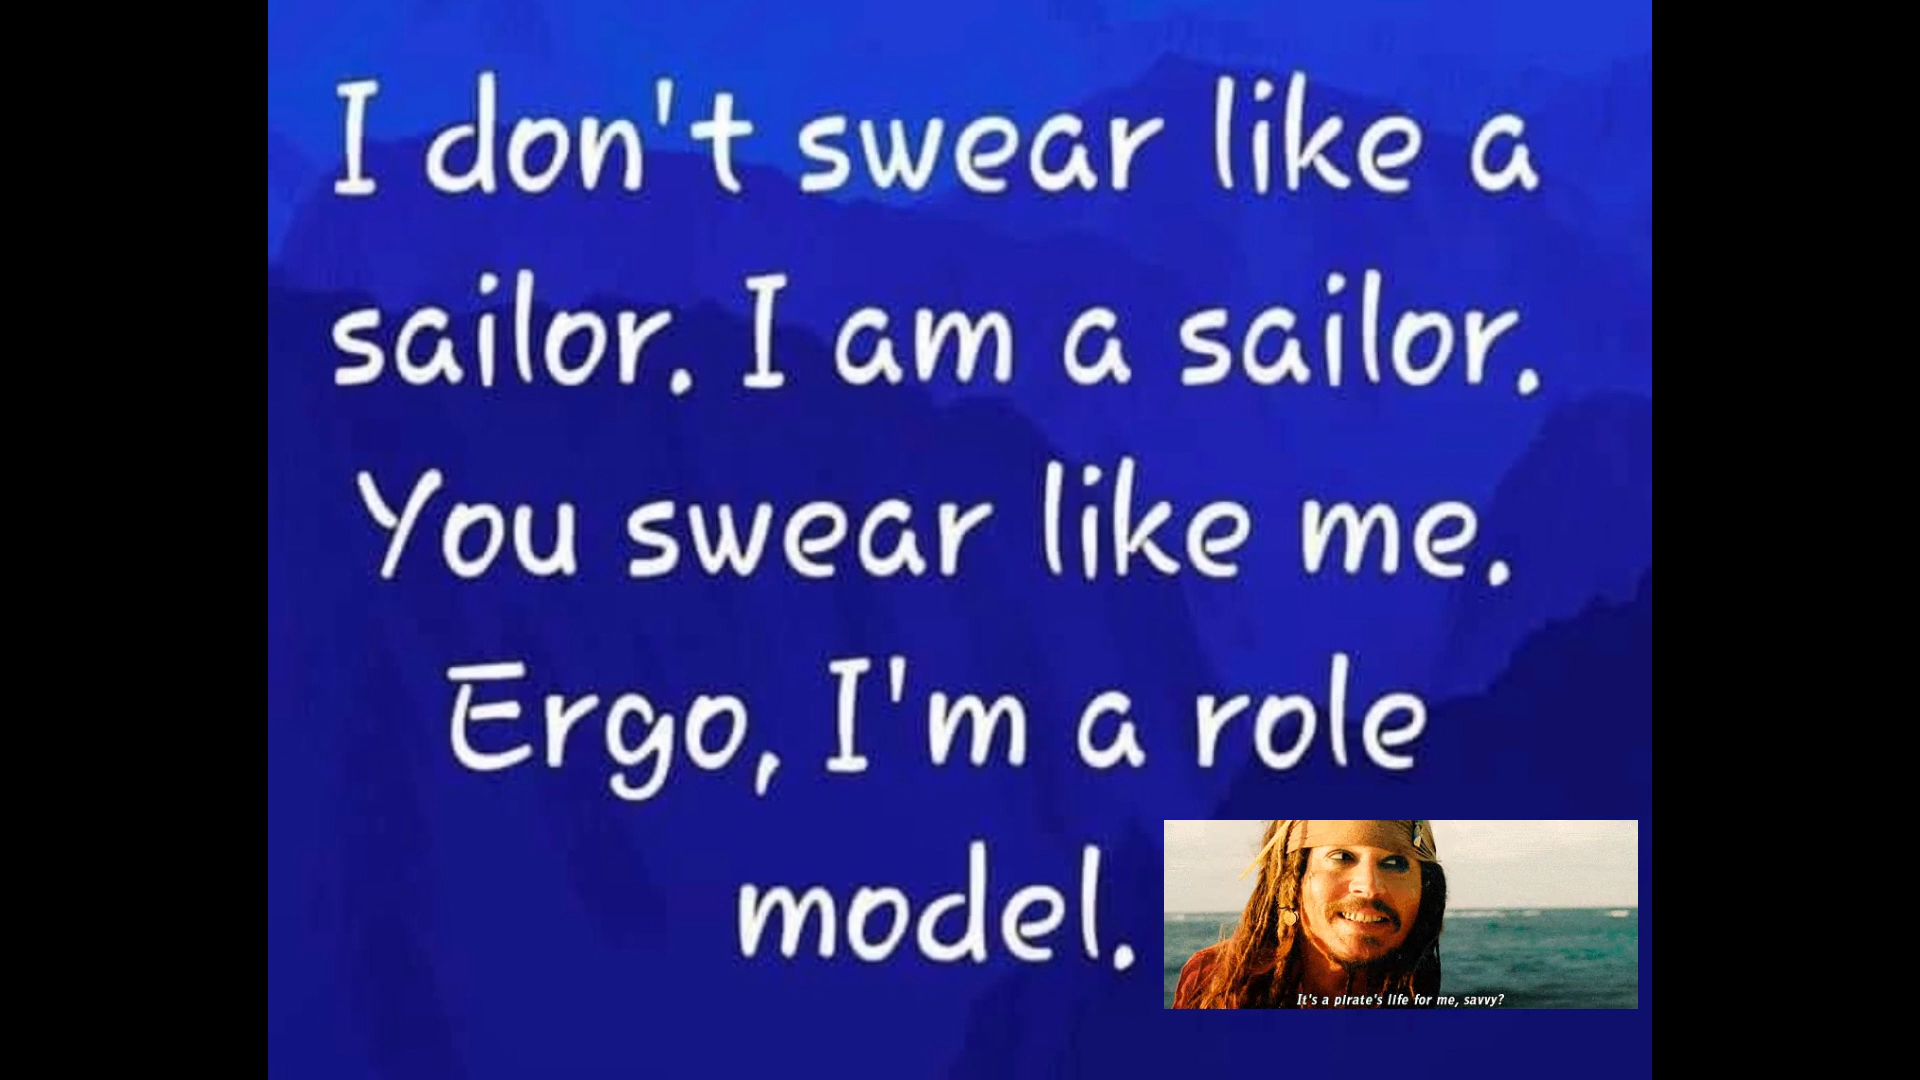 I don't swear like a
sailor. I am a sailor.
You swear like me.
Ergo, I'm a role
model.
It's a pirate's life for me, savvy?